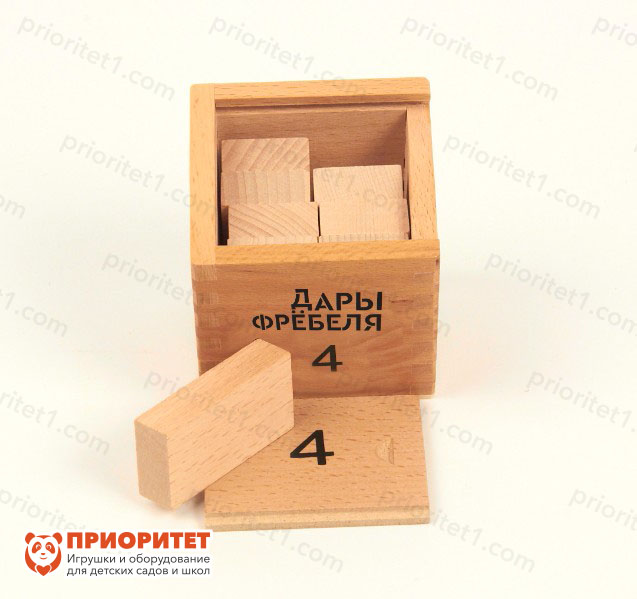 ДАРЫ
ФРЁБЕЛЯ
4
4
ПРИОРИТЕТ
Игрушки и оборудование
для детских садов и школ
prioritet1.com